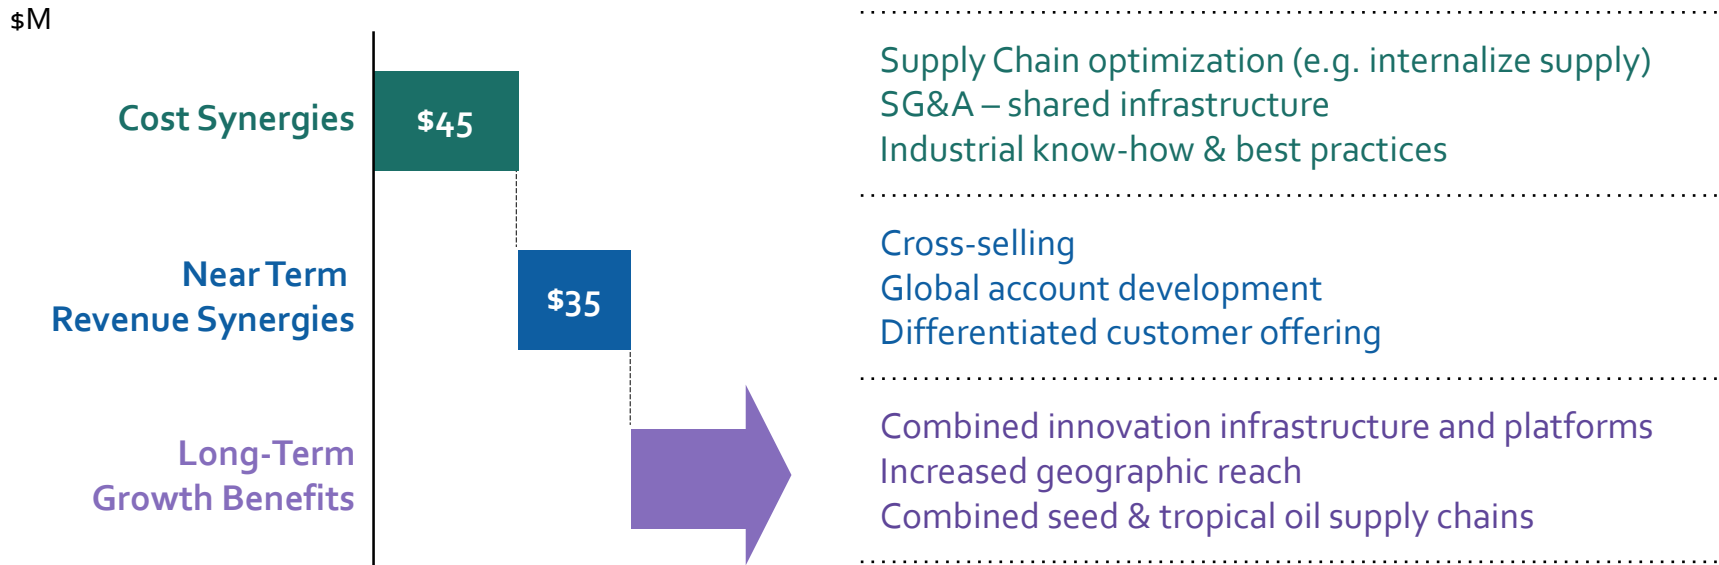 $M
Cost Synergies
$45
Supply Chain optimization (e.g. internalize supply)
SG&A – shared infrastructure
Industrial know-how & best practices
Near Term
Revenue Synergies
$35
Cross-selling
Global account development
Differentiated customer offering
Long-Term
Growth Benefits
Combined innovation infrastructure and platforms
Increased geographic reach
Combined seed & tropical oil supply chains